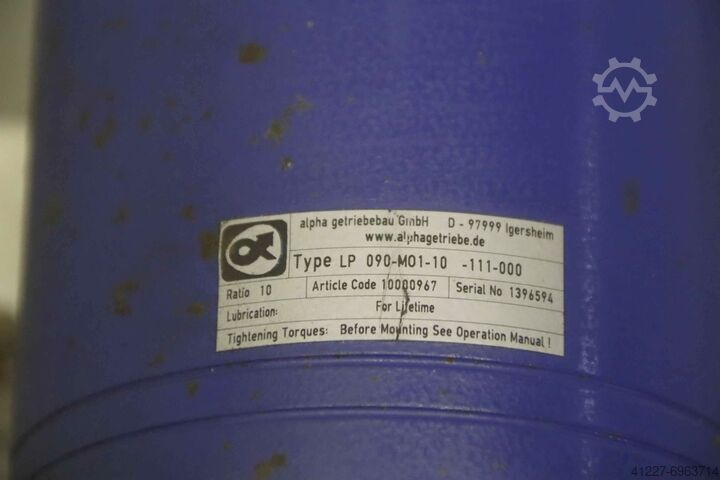 alpha getriebebau GmbH D - 97999 Igersheim
www.alphagetriebe.de
Type LP 090-M01-10 -111-000
Ratio 10 Article Code 10000967 Serial No 1396594
Lubrication: For Lifetime
Tightening Torques: Before Mounting See Operation Manual !
41227-6963714